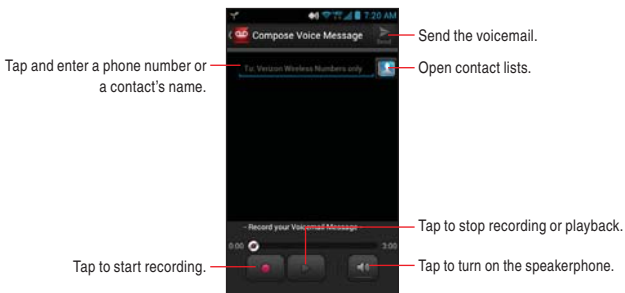 7:20 AM
Compose Voice Message
Send
Send the voicemail.
Tap and enter a phone number or
a contact's name.
To: Verizon Wireless Numbers only
Open contact lists.
Record your Voicemail Message
Tap to stop recording or playback.
0:00
3:00
Tap to start recording.
Tap to turn on the speakerphone.